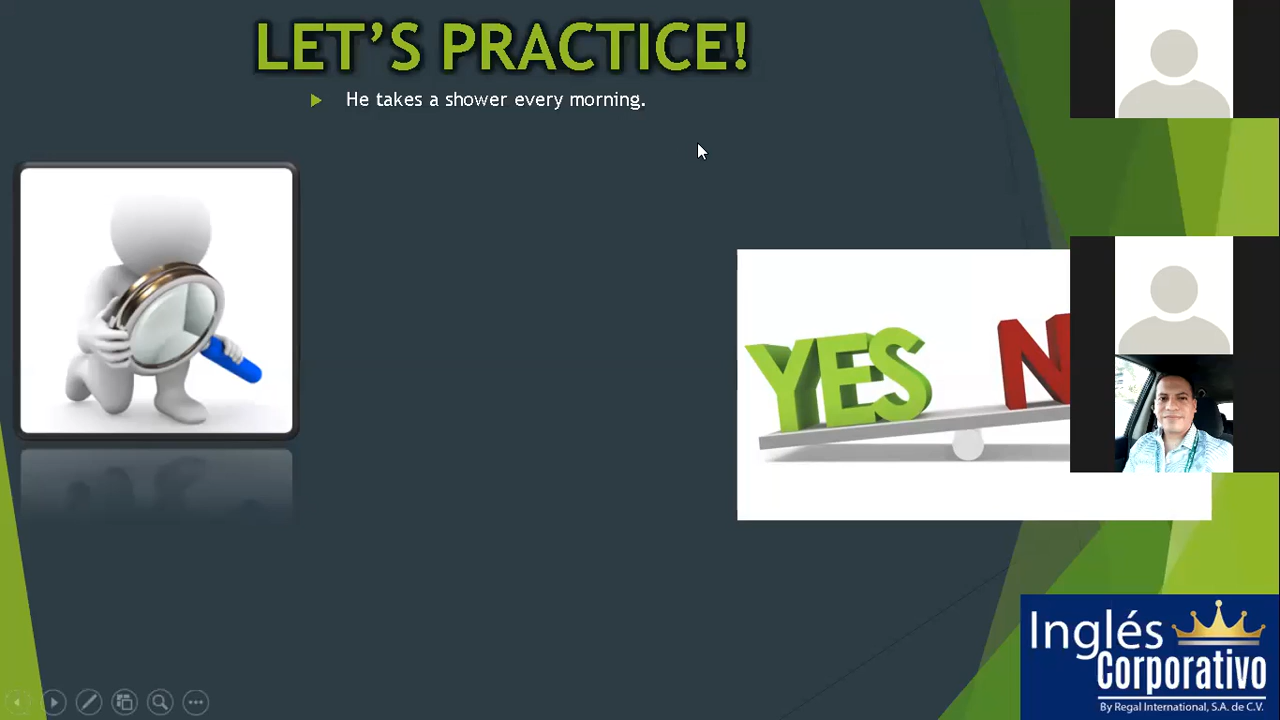 LET'S PRACTICE!
He takes a shower every morning.
YES N
Inglés
Corporativo
By Regal International, S.A. de C.V.